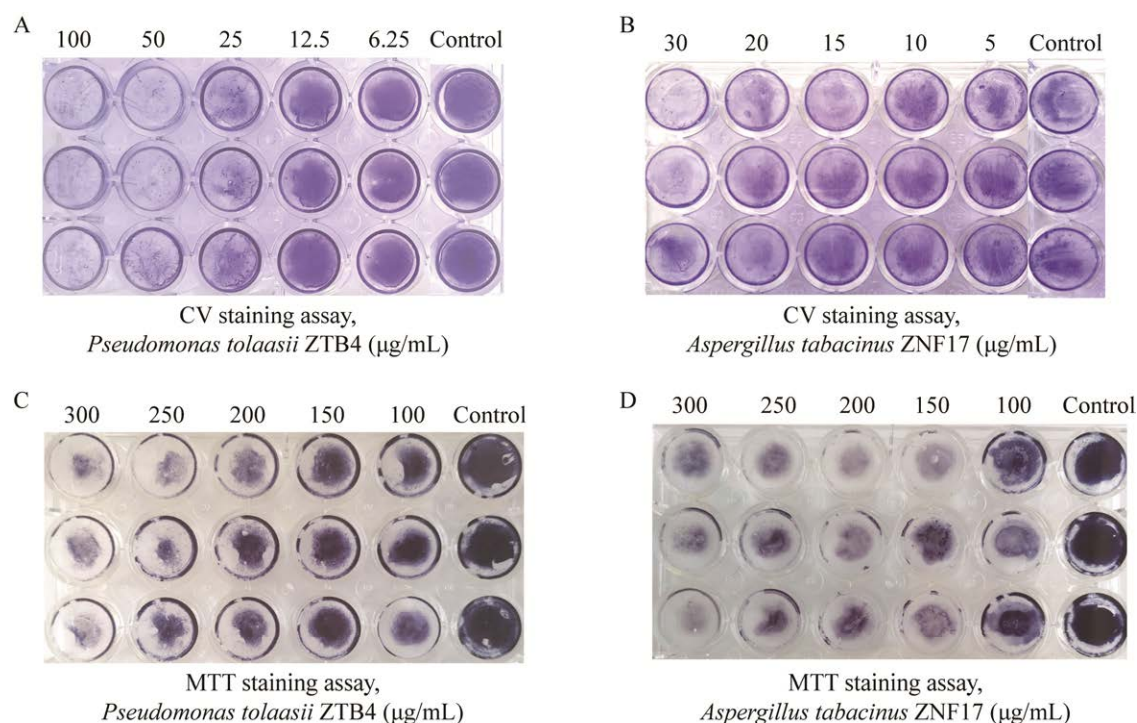 A
100 50 25 12.5 6.25 Control
CV staining assay,
Pseudomonas tolaasii ZTB4 (μg/mL)
B
30 20 15 10 5 Control
CV staining assay,
Aspergillus tabacinus ZNF17 (μg/mL)
C
300 250 200 150 100 Control
MTT staining assay,
Pseudomonas tolaasii ZTB4 (μg/mL)
D
300 250 200 150 100 Control
MTT staining assay,
Aspergillus tabacinus ZNF17 (μg/mL)